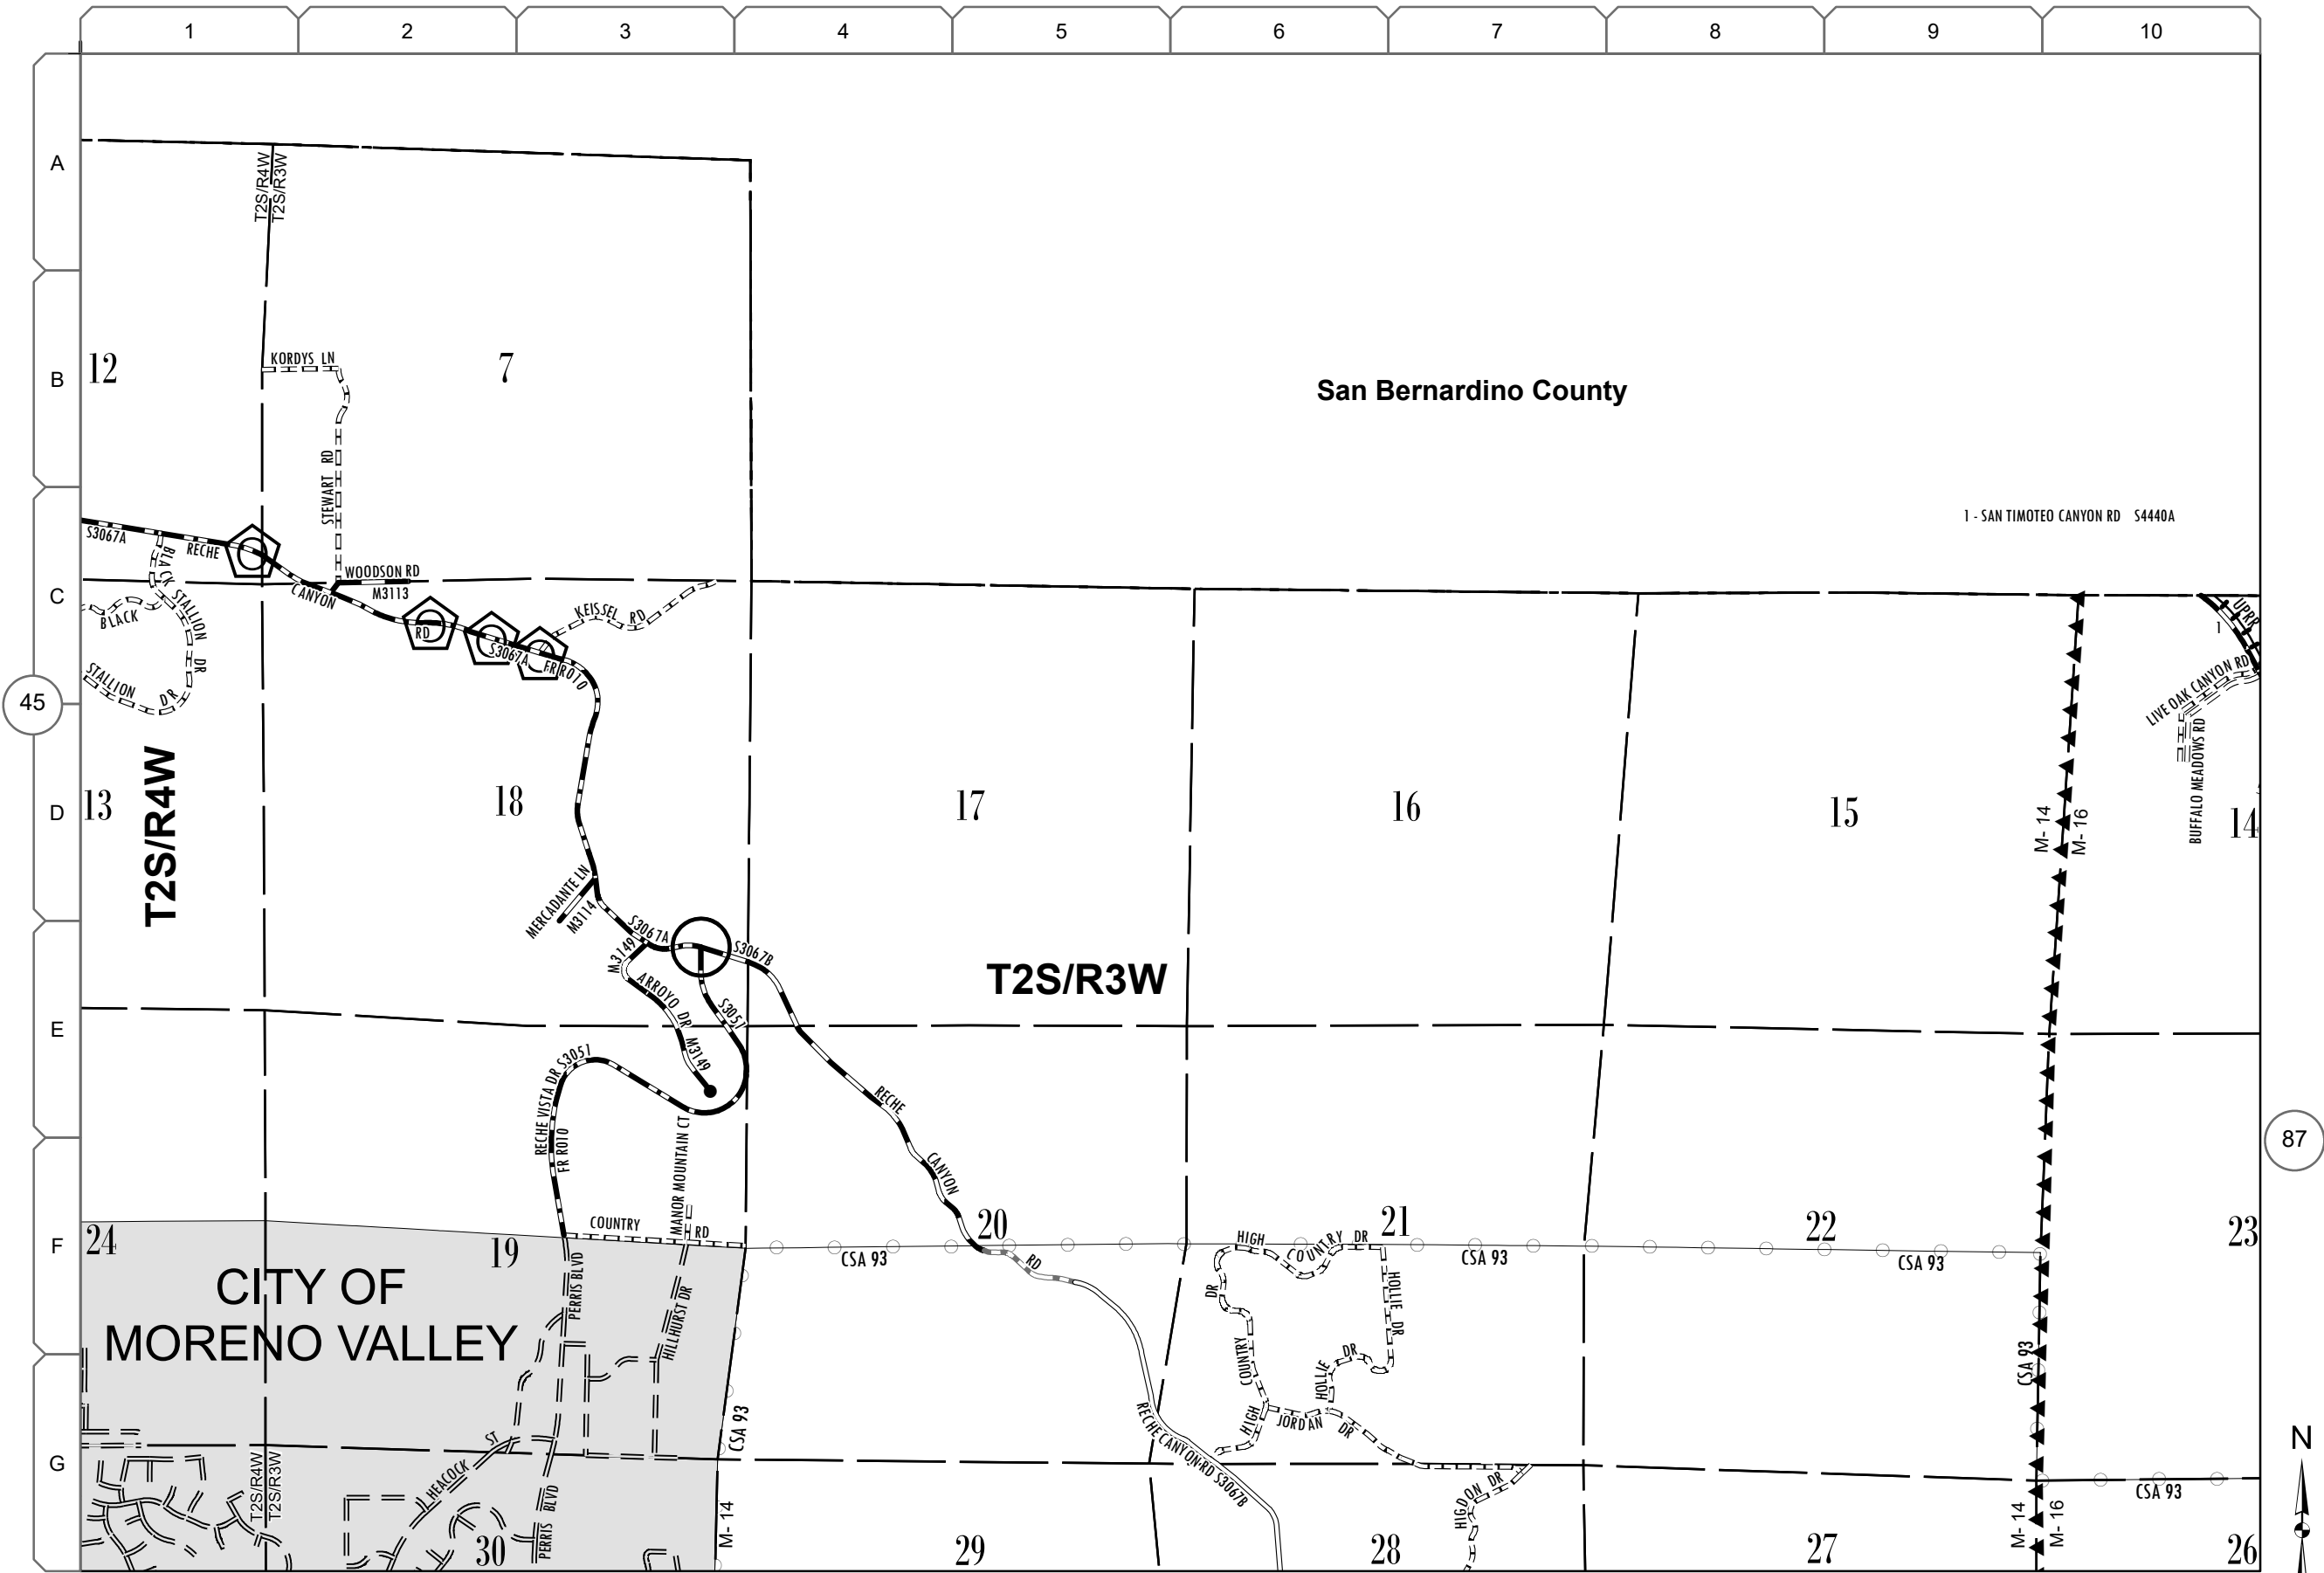 1 2 3 4 5 6 7 8 9 10
A
T2S/R4W
T2S/R3W
B
12
KORDYS LN
7
San Bernardino County
STEWART RD
1 - SAN TIMOTEO CANYON RD S4440A
C
S3067A
RECHE
CANYON
RD
S3067A
FR R010
WOODSON RD
M3113
KEISSEL RD
BLACK STALLION DR
BLACK
STALLION DR
UPRR
1
LIVE OAK CANYON RD
BUFFALO MEADOWS RD
45
D
13
T2S/R4W
18
17
16
15
14
M- 14
M- 16
MERCADANTE LN
M3114
S3067A
S3067B
M3149
ARROYO DR
M3149
S3051
T2S/R3W
E
RECHE VISTA DR S3051
FR R010
MANOR MOUNTAIN CT
RECHE
CANYON
RD
87
F
24
19
COUNTRY RD
20
21
22
23
CSA 93
CSA 93
CSA 93
HIGH COUNTRY DR
HOLLIE DR
DR
COUNTRY
HIGH
HOLLIE DR
JORDAN DR
CITY OF
MORENO VALLEY
PERRIS BLVD
HILLHURST DR
CSA 93
CSA 93
G
T2S/R4W
T2S/R3W
HEACOCK ST
PERRIS BLVD
30
M- 14
29
RECHE CANYON RD S3067B
28
HIGDON DR
27
M- 14
M- 16
CSA 93
26
N